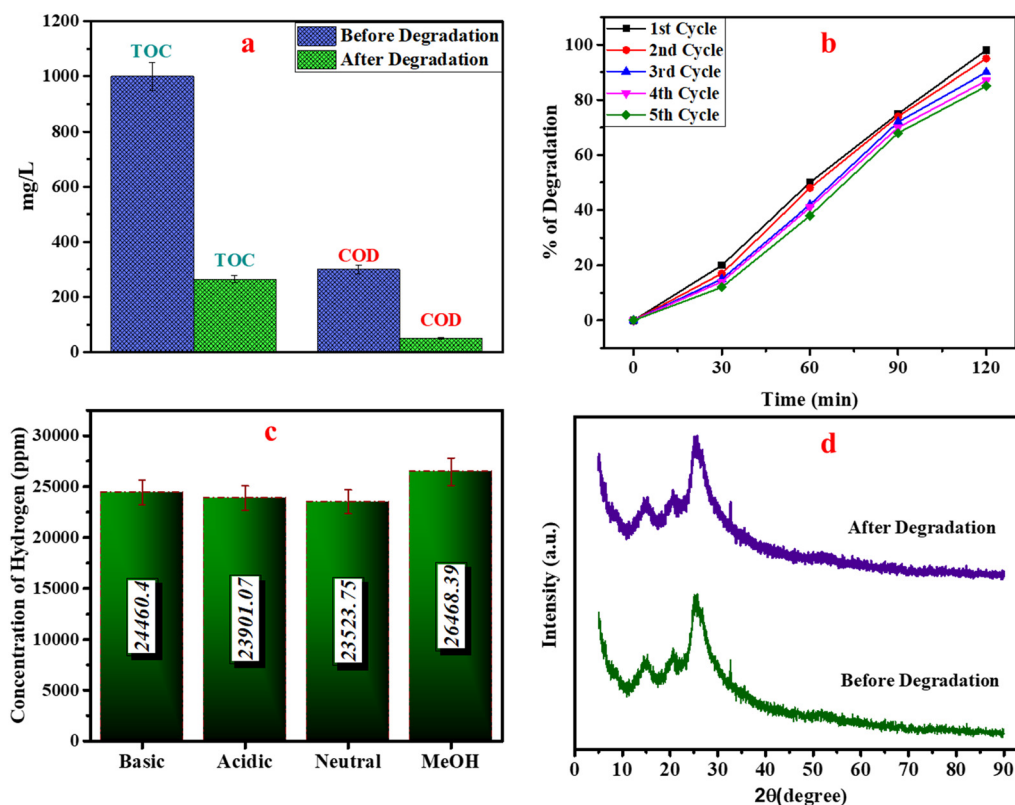 a
Before Degradation
After Degradation
TOC
TOC
COD
COD
mg/L
1000
800
600
400
200
0
b
1st Cycle
2nd Cycle
3rd Cycle
4th Cycle
5th Cycle
% of Degradation
100
80
60
40
20
0
0 30 60 90 120
Time (min)
c
Concentration of Hydrogen (ppm)
30000
25000
20000
15000
10000
5000
0
24460.4
23901.07
23523.75
26468.39
Basic Acidic Neutral MeOH
d
After Degradation
Before Degradation
Intensity (a.u.)
0 10 20 30 40 50 60 70 80 90
2θ(degree)